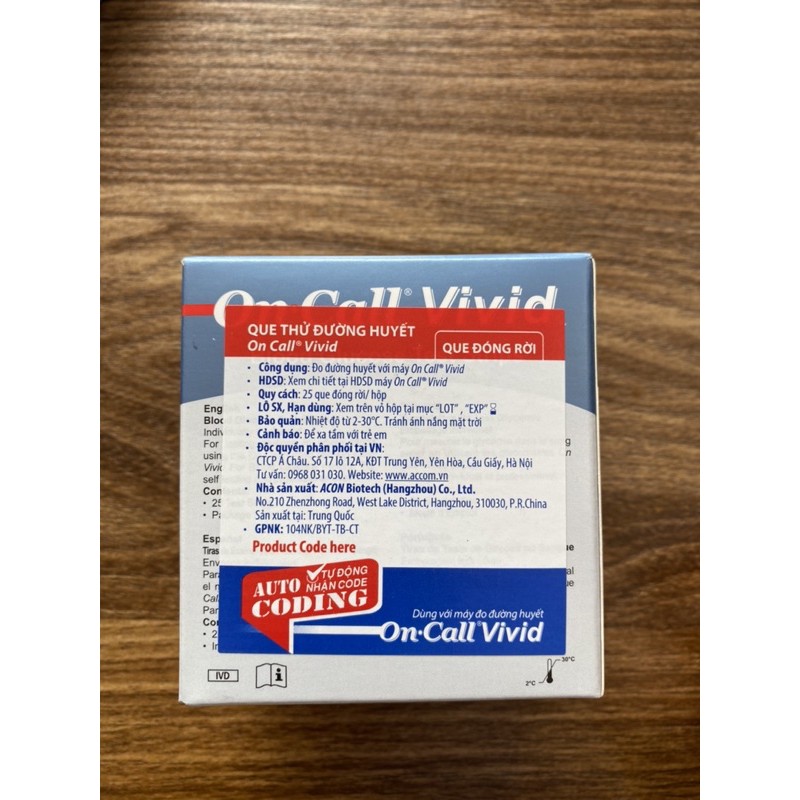 On·Call® Vivid
QUE THỬ ĐƯỜNG HUYẾT
On Call® Vivid
QUE ĐÓNG RỜI
• Công dụng: Đo đường huyết với máy On Call® Vivid
• HDSD: Xem chi tiết tại HDSD máy On Call® Vivid
• Quy cách: 25 que đóng rời/ hộp
• LÔ SX, Hạn dùng: Xem trên vỏ hộp tại mục "LOT" , "EXP"
• Bảo quản: Nhiệt độ từ 2-30°C. Tránh ánh nắng mặt trời
• Cảnh báo: Để xa tầm với trẻ em
• Độc quyền phân phối tại VN:
CTCP Á Châu. Số 17 lô 12A, KĐT Trung Yên, Yên Hòa, Cầu Giấy, Hà Nội
Tư vấn: 0968 031 030. Website: www.accom.vn
• Nhà sản xuất: ACON Biotech (Hangzhou) Co., Ltd.
No.210 Zhenzhong Road, West Lake District, Hangzhou, 310030, P.R.China
Sản xuất tại: Trung Quốc
• GPNK: 104NK/BYT-TB-CT
Product Code here
AUTO TỰ ĐỘNG
NHẬN CODE
CODING
Dùng với máy đo đường huyết
On·Call® Vivid
IVD
30°C
2°C